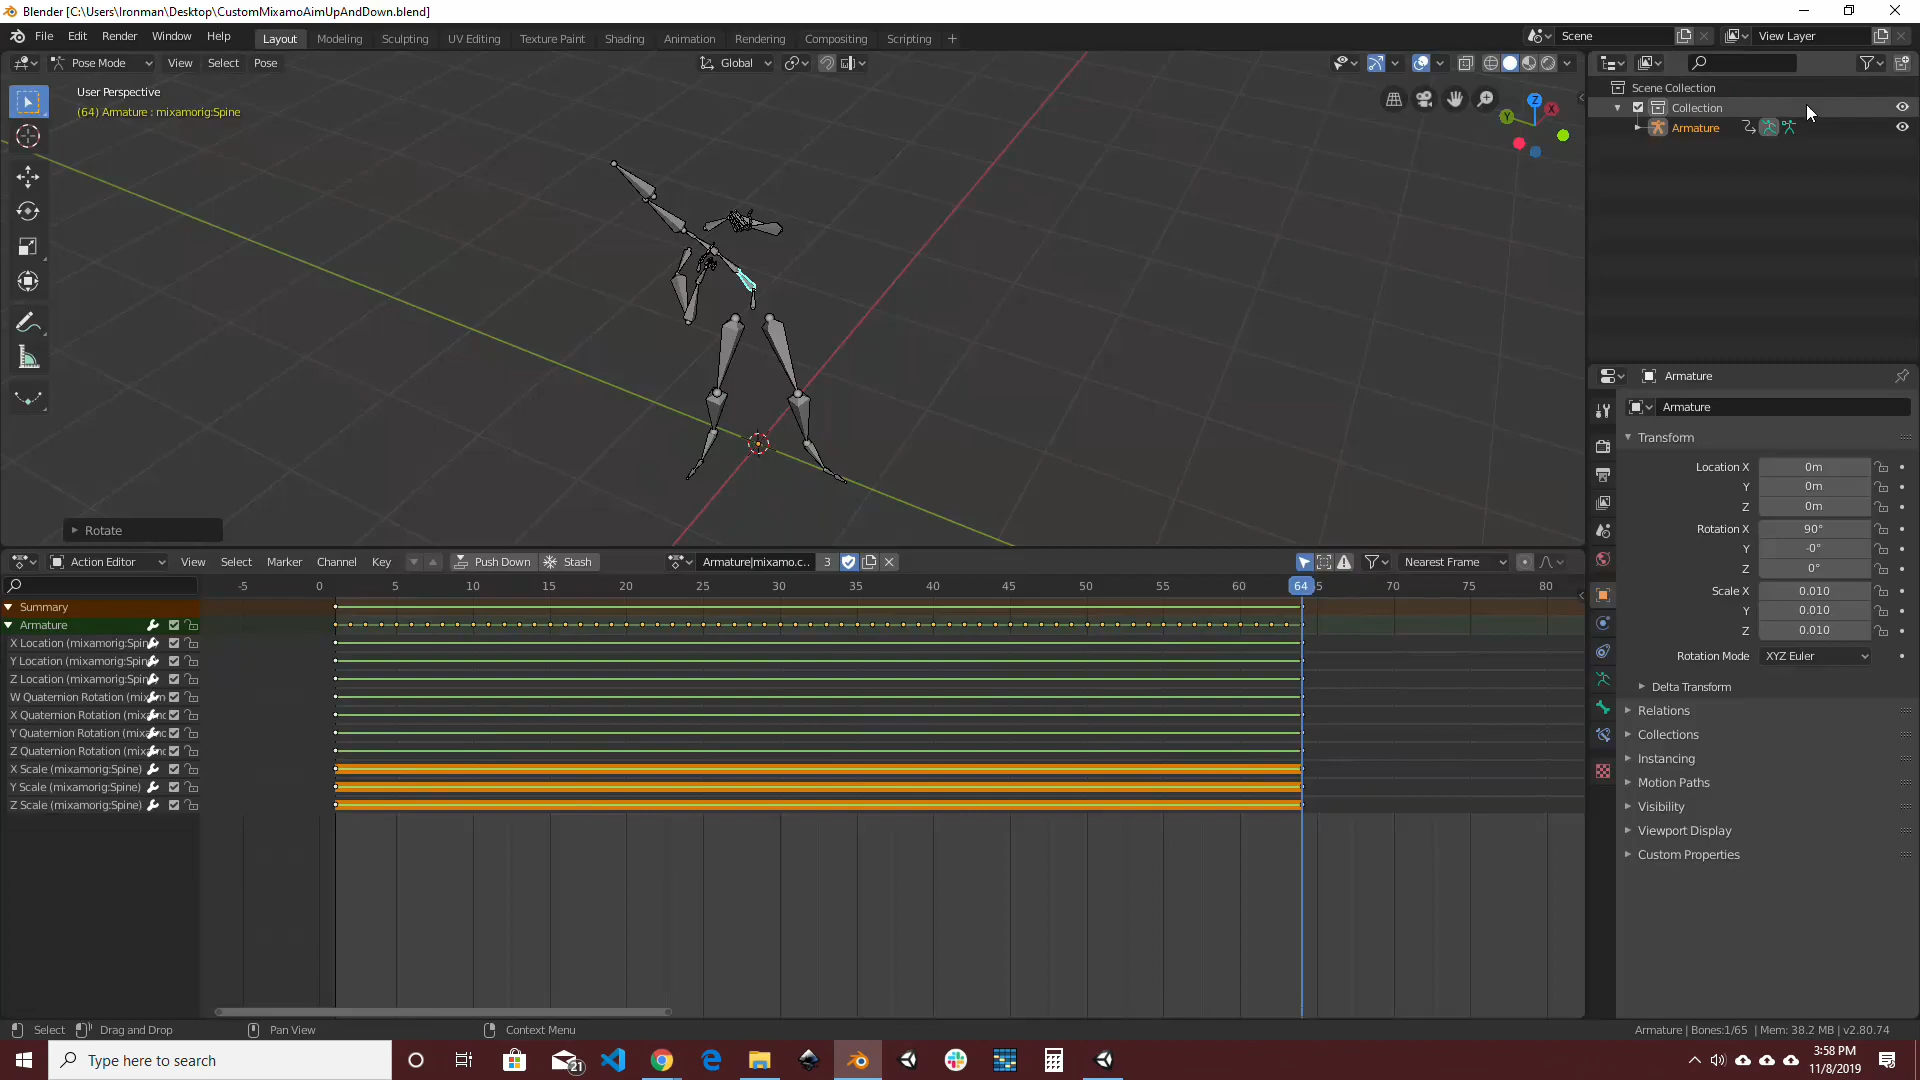 Blender [C:\Users\Ironman\Desktop\CustomMixamoAimUpAndDown.blend]
File Edit Render Window Help Layout Modeling Sculpting UV Editing Texture Paint Shading Animation Rendering Compositing Scripting + Scene View Layer
Pose Mode View Select Pose Global
User Perspective
(64) Armature : mixamorig:Spine
Z X Y
Scene Collection
Collection
Armature
Rotate
Armature
Armature
Transform
Location X 0m
Y 0m
Z 0m
Rotation X 90°
Y -0°
Z 0°
Scale X 0.010
Y 0.010
Z 0.010
Rotation Mode XYZ Euler
Delta Transform
Relations
Collections
Instancing
Motion Paths
Visibility
Viewport Display
Custom Properties
Action Editor View Select Marker Channel Key Push Down Stash Armature|mixamo.c.. 3 Nearest Frame
-5 0 5 10 15 20 25 30 35 40 45 50 55 60 64 65 70 75 80
Summary
Armature
X Location (mixamorig:Spin
Y Location (mixamorig:Spin
Z Location (mixamorig:Spin
W Quaternion Rotation (mix
X Quaternion Rotation (mixa
Y Quaternion Rotation (mixa
Z Quaternion Rotation (mixa
X Scale (mixamorig:Spine)
Y Scale (mixamorig:Spine)
Z Scale (mixamorig:Spine)
Select Drag and Drop Pan View Context Menu Armature | Bones:1/65 | Mem: 38.2 MB | v2.80.74
Type here to search 21 3:58 PM
11/8/2019